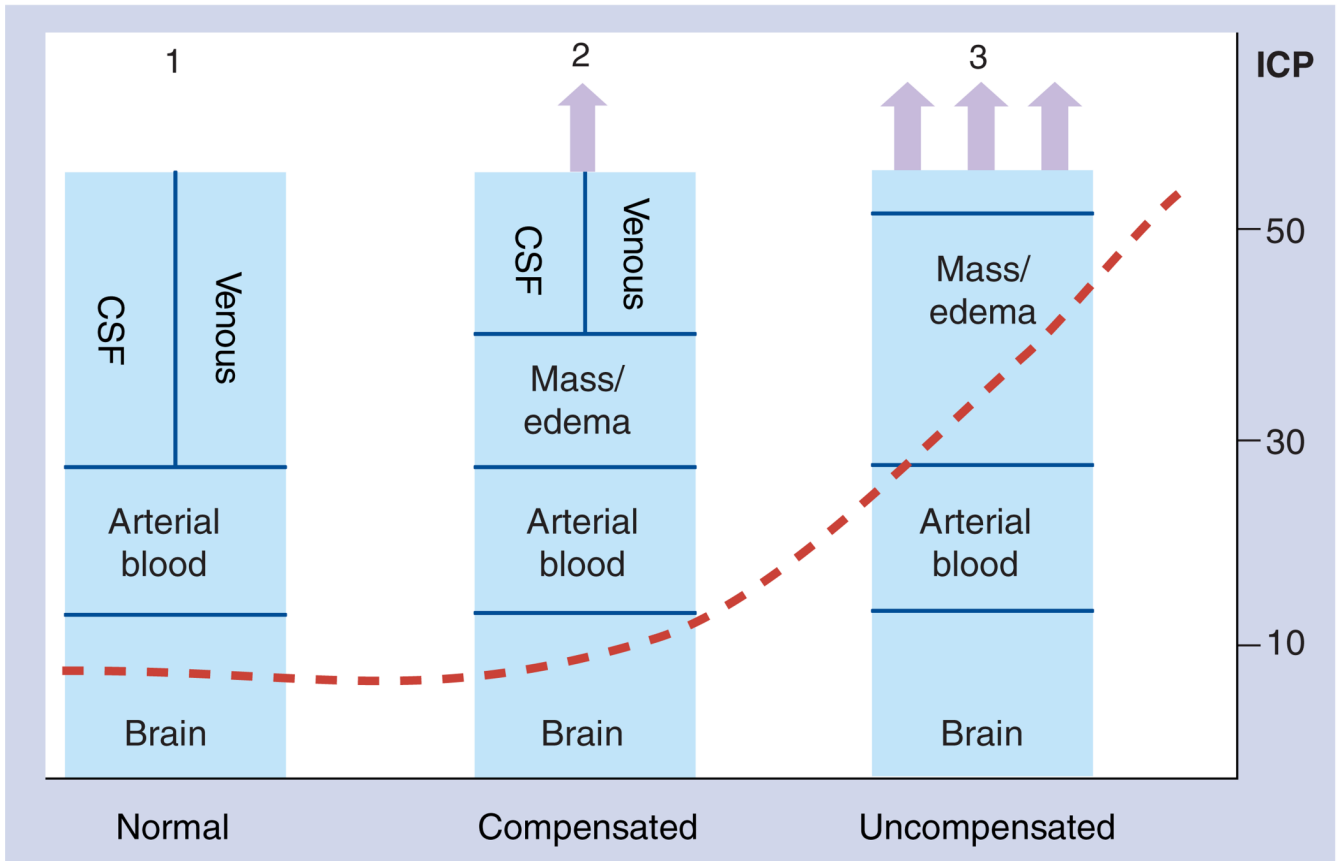 1
2
3
ICP
CSF
Venous
CSF
Venous
Mass/
edema
Mass/
edema
Arterial
blood
Arterial
blood
Arterial
blood
Brain
Brain
Brain
50
30
10
Normal
Compensated
Uncompensated